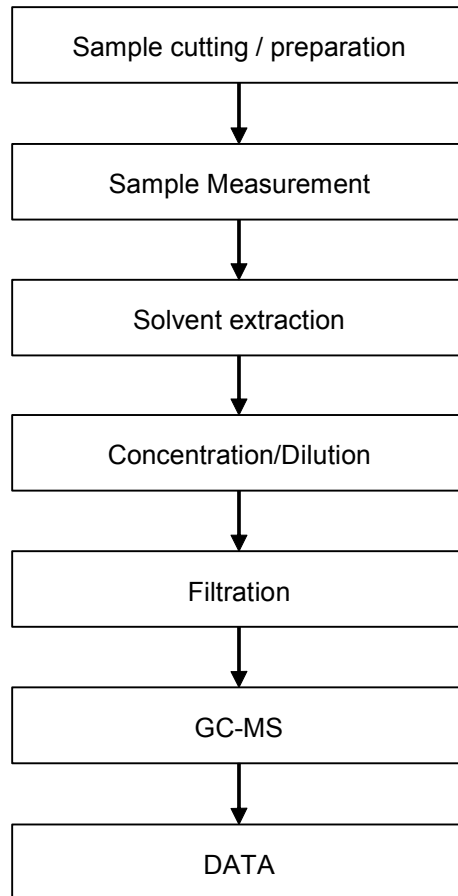 Sample cutting / preparation
Sample Measurement
Solvent extraction
Concentration/Dilution
Filtration
GC-MS
DATA